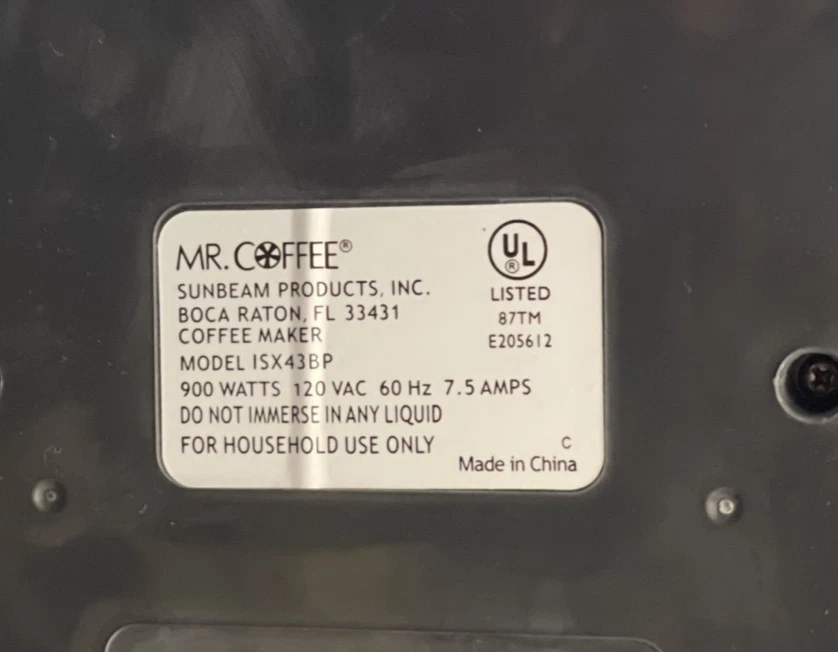 MR. COFFEE®
SUNBEAM PRODUCTS, INC.
BOCA RATON, FL 33431
COFFEE MAKER
MODEL ISX43BP
900 WATTS 120 VAC 60 Hz 7.5 AMPS
DO NOT IMMERSE IN ANY LIQUID
FOR HOUSEHOLD USE ONLY
UL®
LISTED
87TM
E205612
C
Made in China